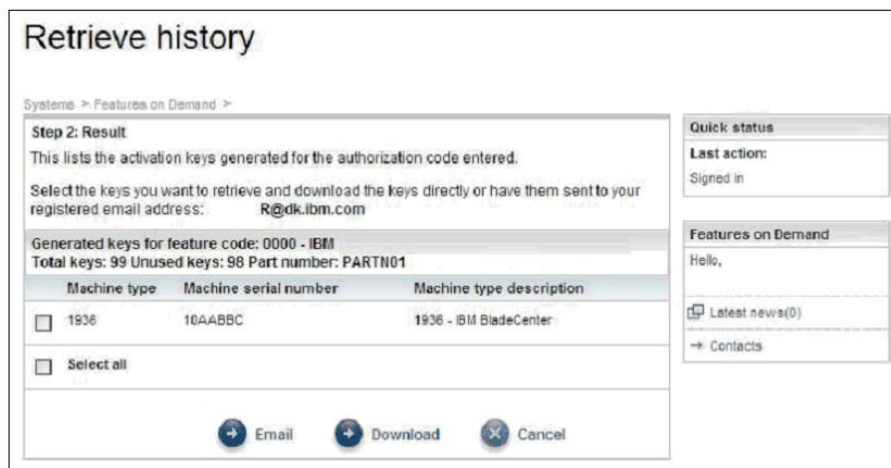 Retrieve history
Systems > Features on Demand >
Step 2: Result
This lists the activation keys generated for the authorization code entered.
Select the keys you want to retrieve and download the keys directly or have them sent to your
registered email address: R@dk.ibm.com
Generated keys for feature code: 0000 - IBM
Total keys: 99 Unused keys: 98 Part number: PARTN01
Machine type Machine serial number Machine type description
1936 10AABBC 1936 - IBM BladeCenter
Select all
Email Download Cancel
Quick status
Last action:
Signed in
Features on Demand
Hello,
Latest news(0)
Contacts